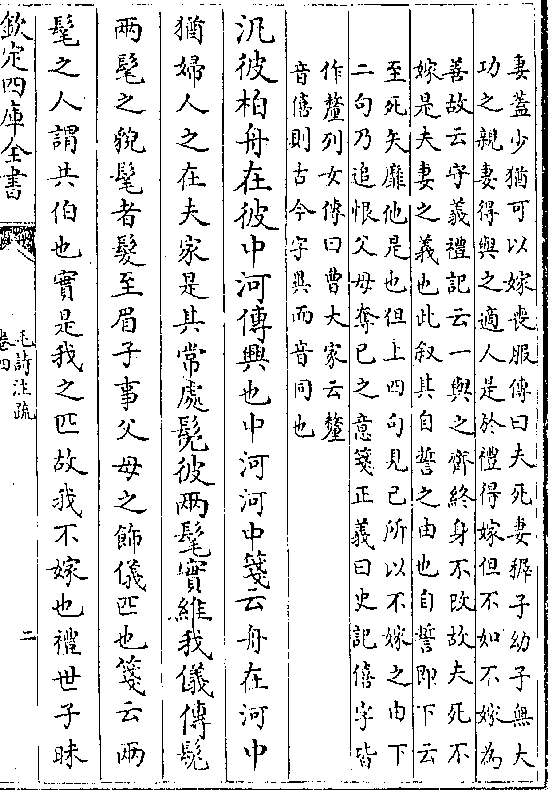 妻蓋少猶可以嫁喪服傳曰夫死妻穉子幼子無大
功之親妻得與之適人是於禮得嫁但不如不嫁為
善故云守義禮記云一與之齊終身不改故夫死不
嫁是夫妻之義也此叙其自誓之由也自誓即下云
至死矢靡他是也但上四句見己所以不嫁之由下
二句乃追恨父母奪己之意箋正義曰史記僖字皆
作釐列女傳曰曹大家云釐
音僖則古今字異而音同也
汎彼柏舟在彼中河傳興也中河河中箋云舟在河中
猶婦人之在夫家是其常處髧彼兩髦實維我儀傳髧
两髦之貌髦者髮至眉子事父母之飾儀匹也箋云兩
髦之人謂共伯也實是我之匹故我不嫁也禮世子昧
欽定四庫全書
毛詩注疏
卷四
二